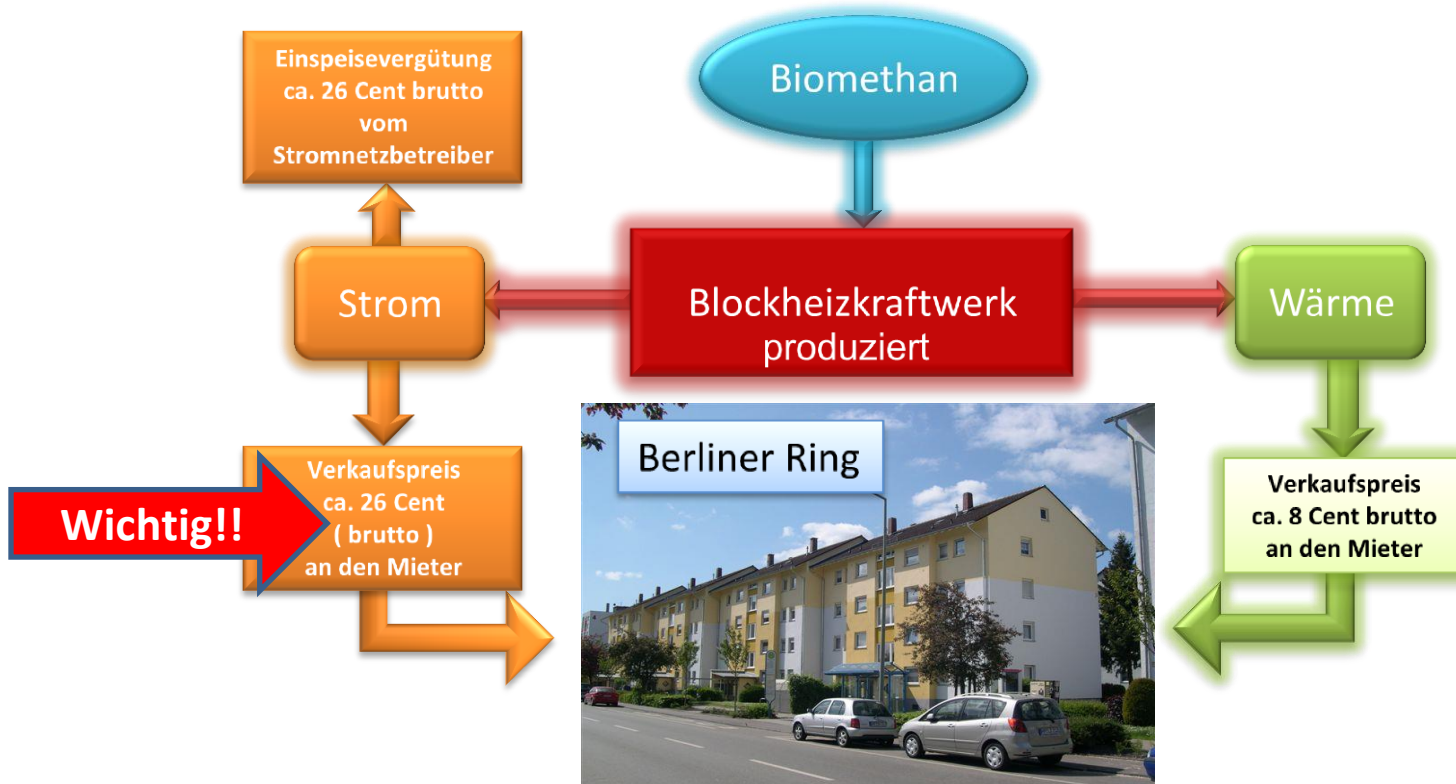 Einspeisevergütung
ca. 26 Cent brutto
vom
Stromnetzbetreiber
Biomethan
Strom
Blockheizkraftwerk
produziert
Wärme
Wichtig!!
Verkaufspreis
ca. 26 Cent
( brutto )
an den Mieter
Berliner Ring
Verkaufspreis
ca. 8 Cent brutto
an den Mieter